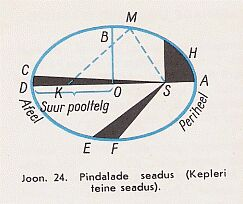 M
B
H
C
D
K
O
S
A
Suur pooltelg
Afeel
Periheel
E
F
Joon. 24. Pindalade seadus (Kepleri
teine seadus).